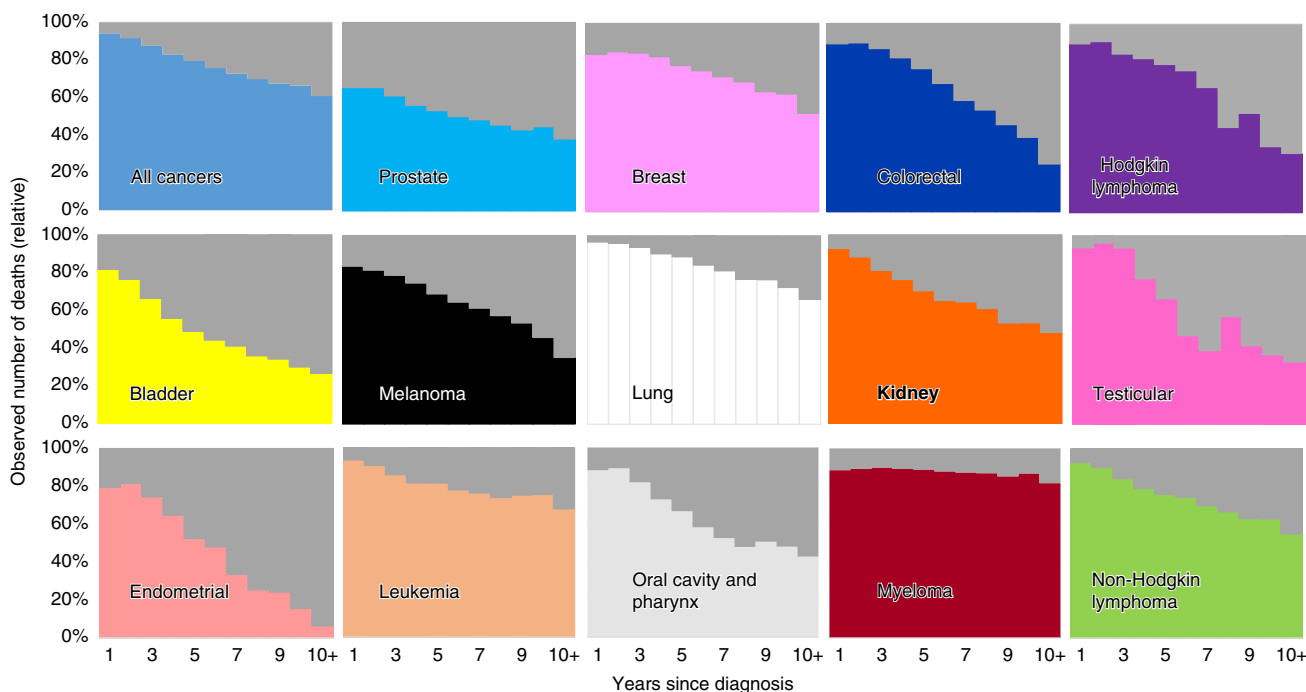 Observed number of deaths (relative)
100%
80%
60%
40%
20%
0%
All cancers
Prostate
Breast
Colorectal
Hodgkin
lymphoma
100%
80%
60%
40%
20%
0%
Bladder
Melanoma
Lung
Kidney
Testicular
100%
80%
60%
40%
20%
0%
Endometrial
Leukemia
Oral cavity and
pharynx
Myeloma
Non-Hodgkin
lymphoma
1 3 5 7 9 10+
1 3 5 7 9 10+
1 3 5 7 9 10+
1 3 5 7 9 10+
1 3 5 7 9 10+
Years since diagnosis